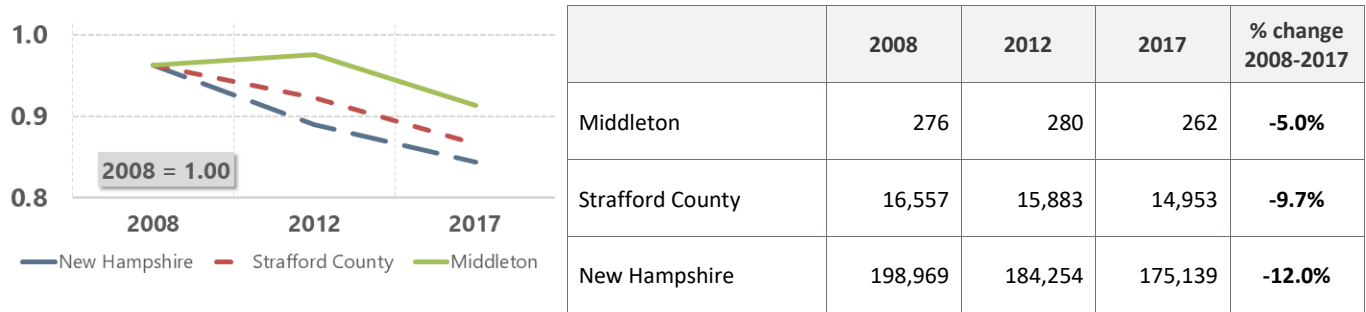 1.0
0.9
0.8
2008 = 1.00
2008 2012 2017
New Hampshire Strafford County Middleton
2008 2012 2017 % change
2008-2017
Middleton 276 280 262 -5.0%
Strafford County 16,557 15,883 14,953 -9.7%
New Hampshire 198,969 184,254 175,139 -12.0%